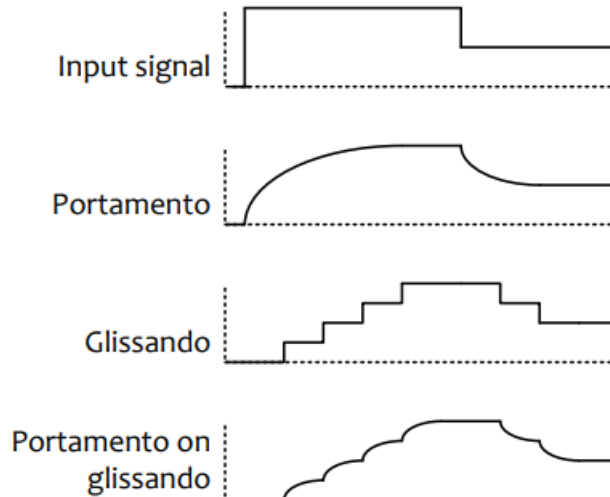 Input signal
Portamento
Glissando
Portamento on
glissando